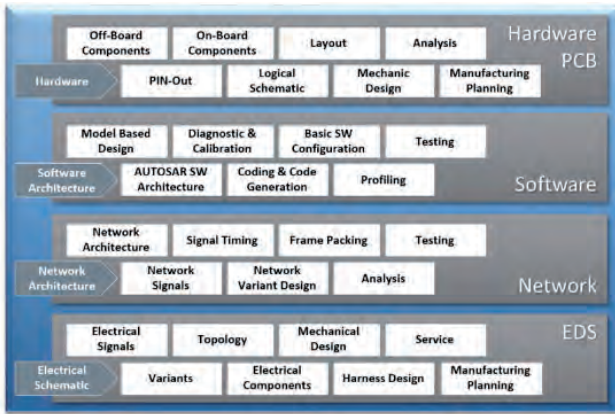 Off-Board
Components
On-Board
Components
Layout
Analysis
Hardware
PCB
Hardware
PIN-Out
Logical
Schematic
Mechanic
Design
Manufacturing
Planning
Model Based
Design
Diagnostic &
Calibration
Basic SW
Configuration
Testing
Software
Architecture
AUTOSAR SW
Architecture
Coding & Code
Generation
Profiling
Software
Network
Architecture
Signal Timing
Frame Packing
Testing
Network
Architecture
Network
Signals
Network
Variant Design
Analysis
Network
Electrical
Signals
Topology
Mechanical
Design
Service
EDS
Electrical
Schematic
Variants
Electrical
Components
Harness Design
Manufacturing
Planning